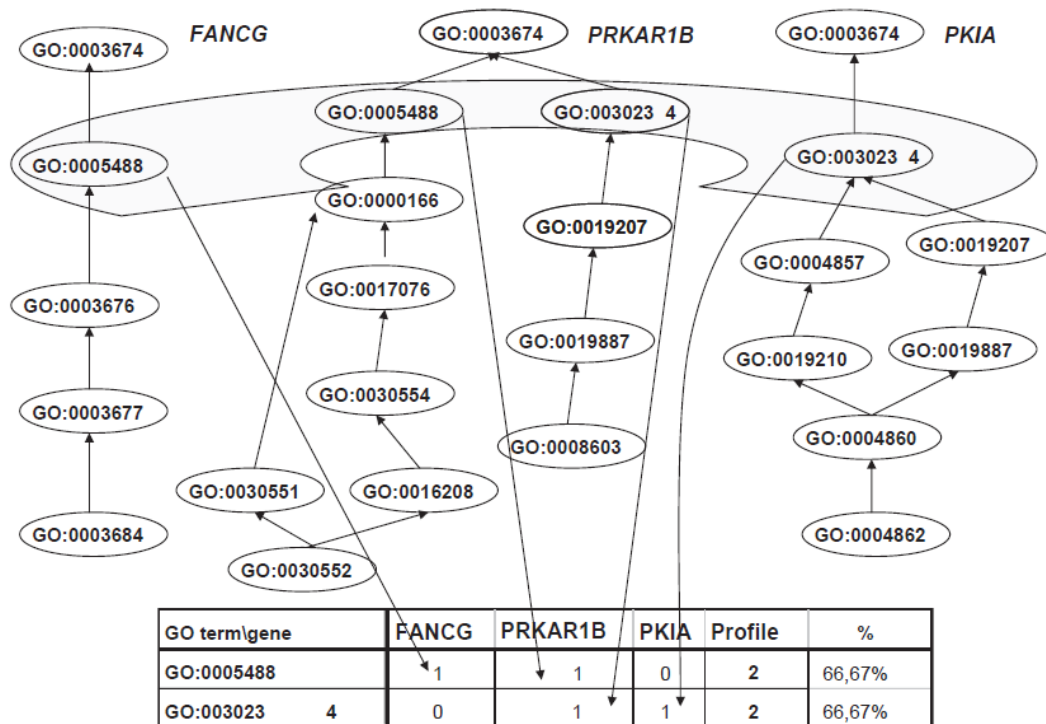 FANCG
PRKAR1B
PKIA
GO:0003674
GO:0003674
GO:0003674
GO:0005488
GO:003023 4
GO:0005488
GO:003023 4
GO:0000166
GO:0019207
GO:0019207
GO:0004857
GO:0003676
GO:0017076
GO:0019887
GO:0019887
GO:0019210
GO:0003677
GO:0030554
GO:0008603
GO:0004860
GO:0030551
GO:0016208
GO:0003684
GO:0004862
GO:0030552
GO term\gene FANCG PRKAR1B PKIA Profile %
GO:0005488 1 1 0 2 66,67%
GO:003023 4 0 1 1 2 66,67%